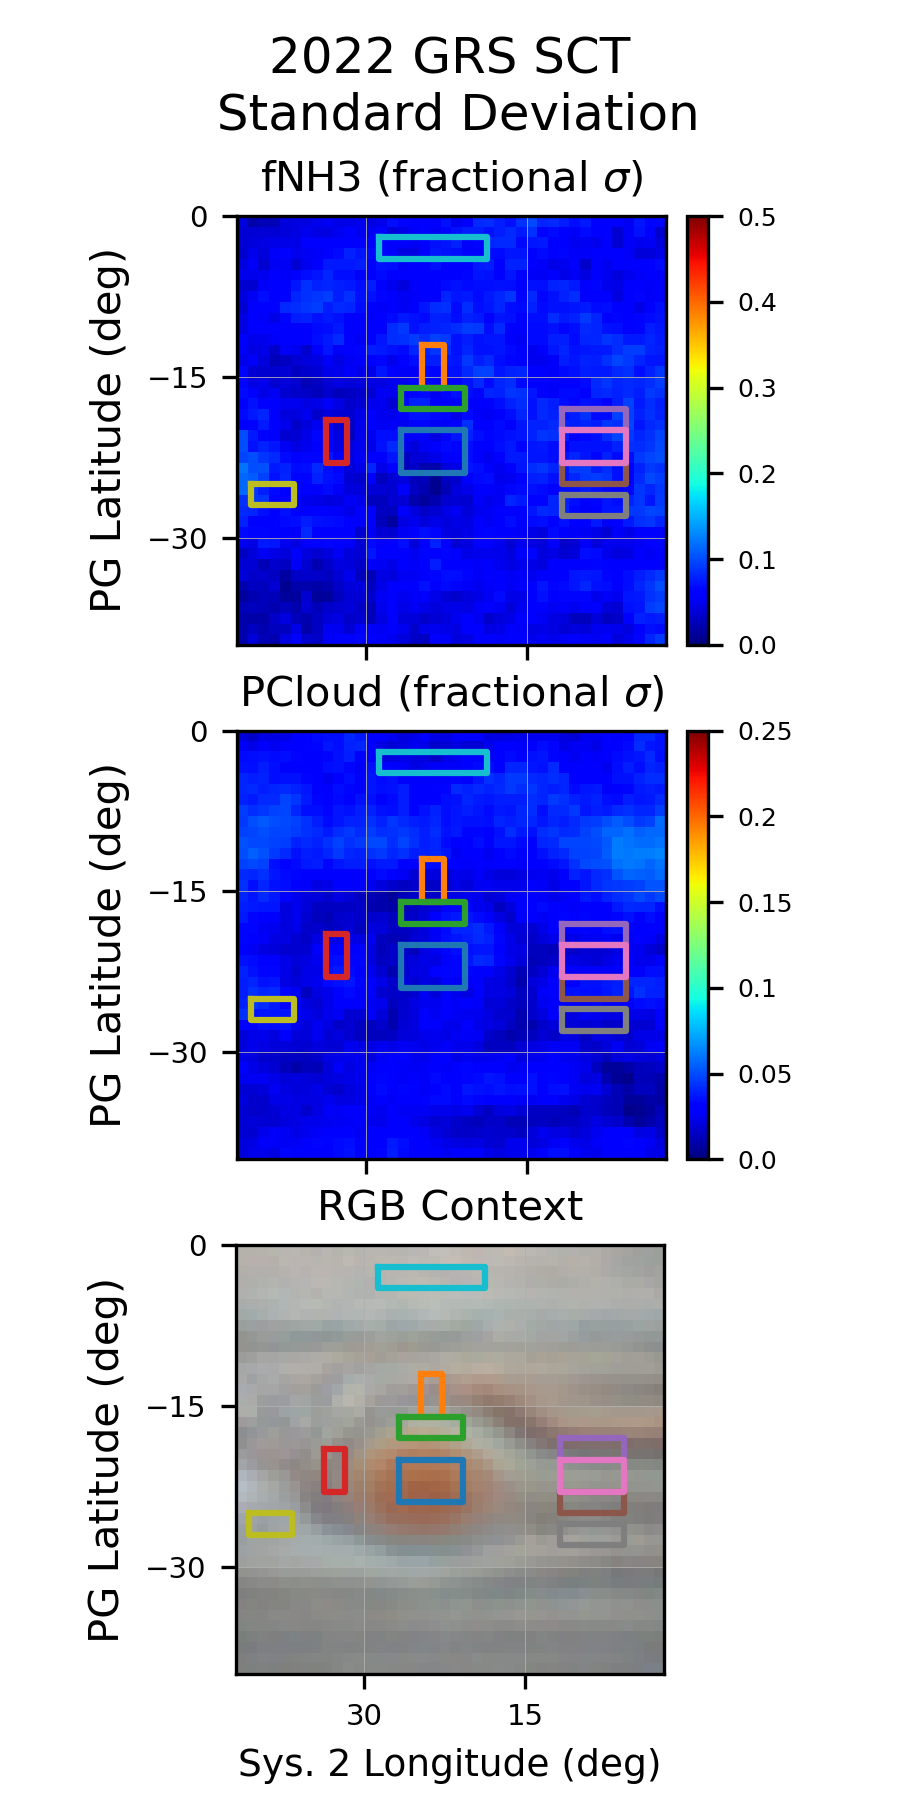 2022 GRS SCT
Standard Deviation
fNH3 (fractional σ)
PG Latitude (deg)
0
−15
−30
0.5
0.4
0.3
0.2
0.1
0.0
PCloud (fractional σ)
PG Latitude (deg)
0
−15
−30
0.25
0.2
0.15
0.1
0.05
0.0
RGB Context
PG Latitude (deg)
0
−15
−30
30 15
Sys. 2 Longitude (deg)